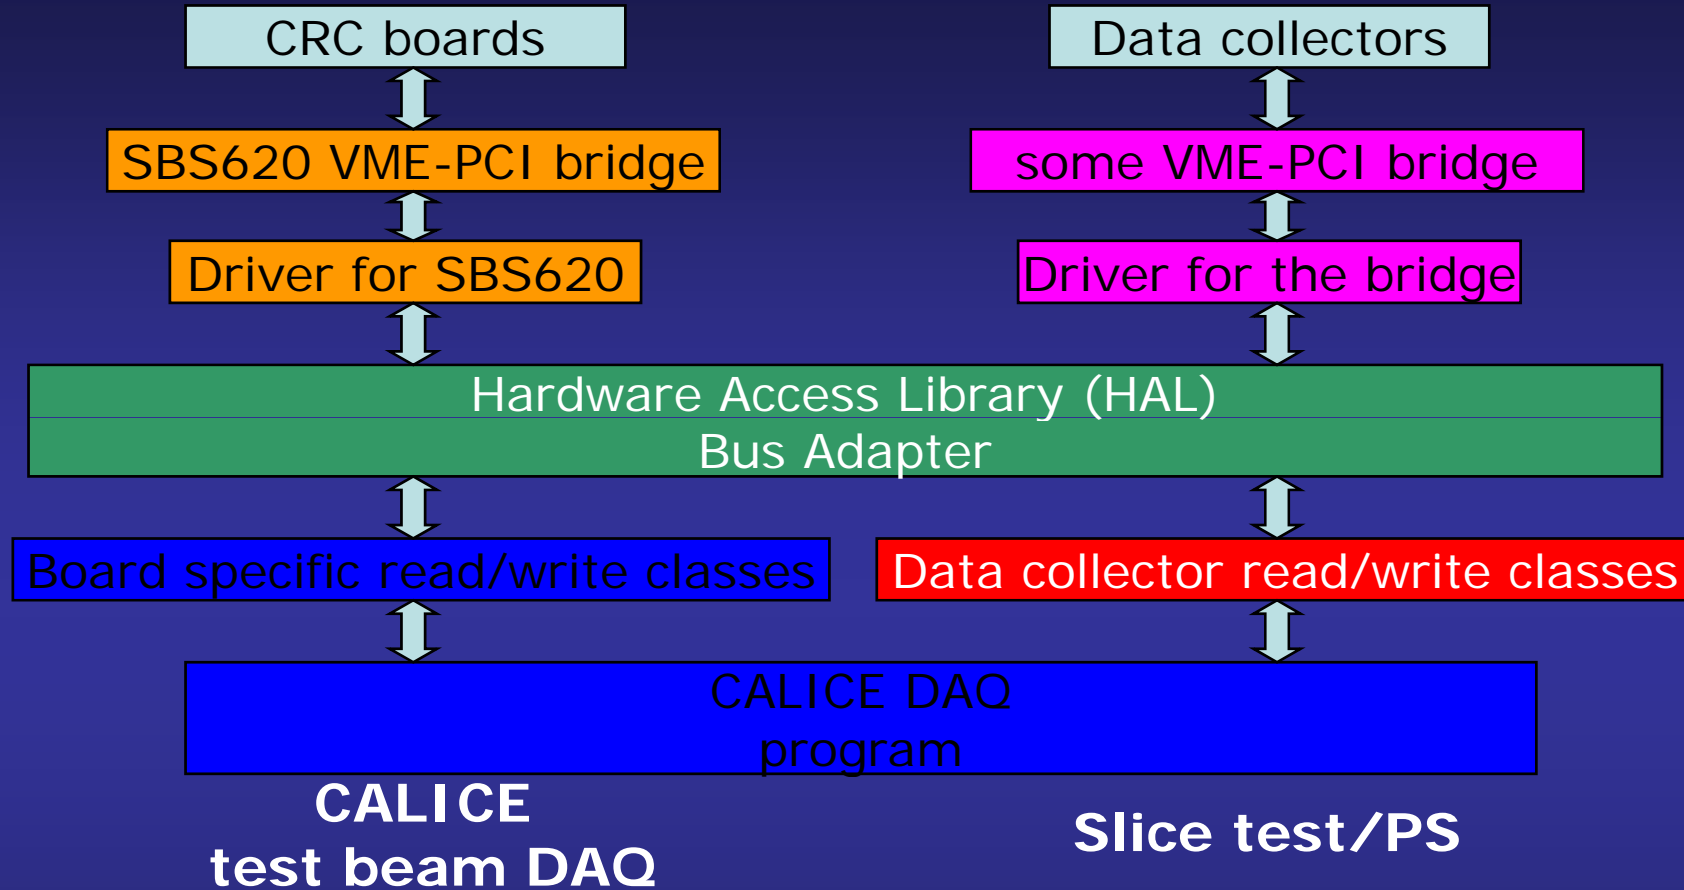 CRC boards
Data collectors
SBS620 VME-PCI bridge
some VME-PCI bridge
Driver for SBS620
Driver for the bridge
Hardware Access Library (HAL)
Bus Adapter
Board specific read/write classes
Data collector read/write classes
CALICE DAQ
program
CALICE
test beam DAQ
Slice test/PS